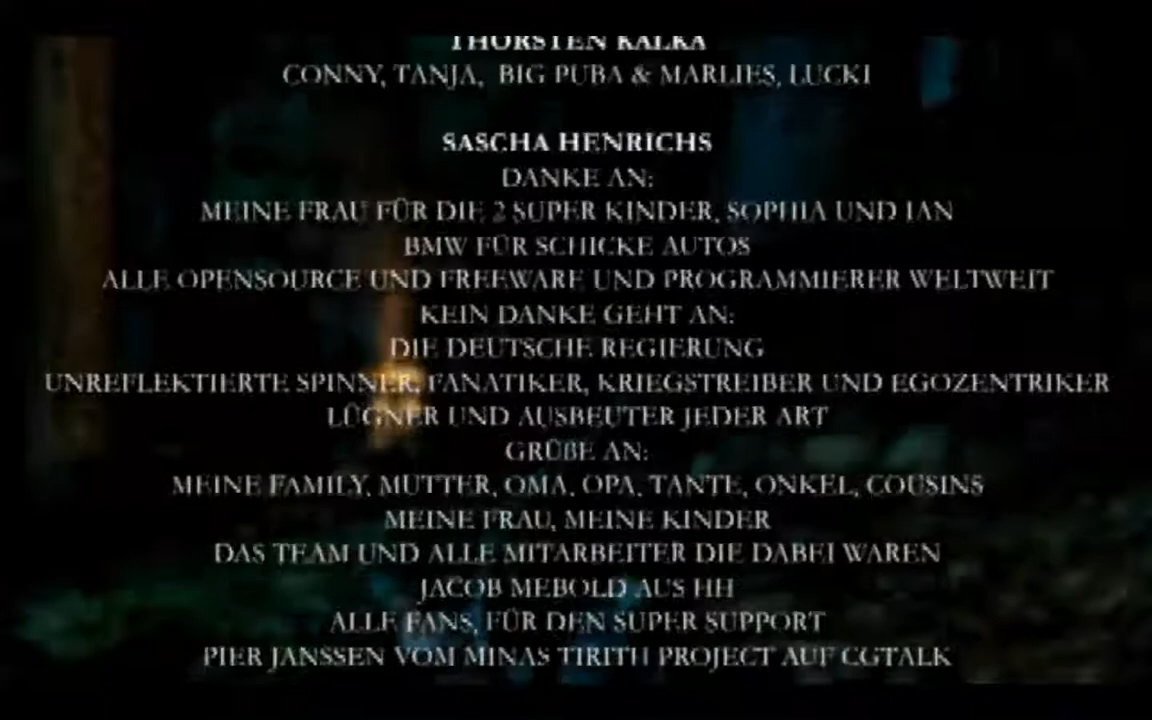 THORSTEN KALKA
CONNY, TANJA, BIG PUBA & MARLIES, LUCKI
SASCHA HENRICHS
DANKE AN:
MEINE FRAU FÜR DIE 2 SUPER KINDER, SOPHIA UND IAN
BMW FÜR SCHICKE AUTOS
ALLE OPENSOURCE UND FREEWARE UND PROGRAMMIERER WELTWEIT
KEIN DANKE GEHT AN:
DIE DEUTSCHE REGIERUNG
UNREFLEKTIERTE SPINNER, FANATIKER, KRIEGSTREIBER UND EGOZENTRIKER
LÜGNER UND AUSBEUTER JEDER ART
GRÜßE AN:
MEINE FAMILY, MUTTER, OMA, OPA, TANTE, ONKEL, COUSINS
MEINE FRAU, MEINE KINDER
DAS TEAM UND ALLE MITARBEITER DIE DABEI WAREN
JACOB MEBOLD AUS HH
ALLE FANS, FÜR DEN SUPER SUPPORT
PIER JANSSEN VOM MINAS TIRITH PROJECT AUF CGTALK